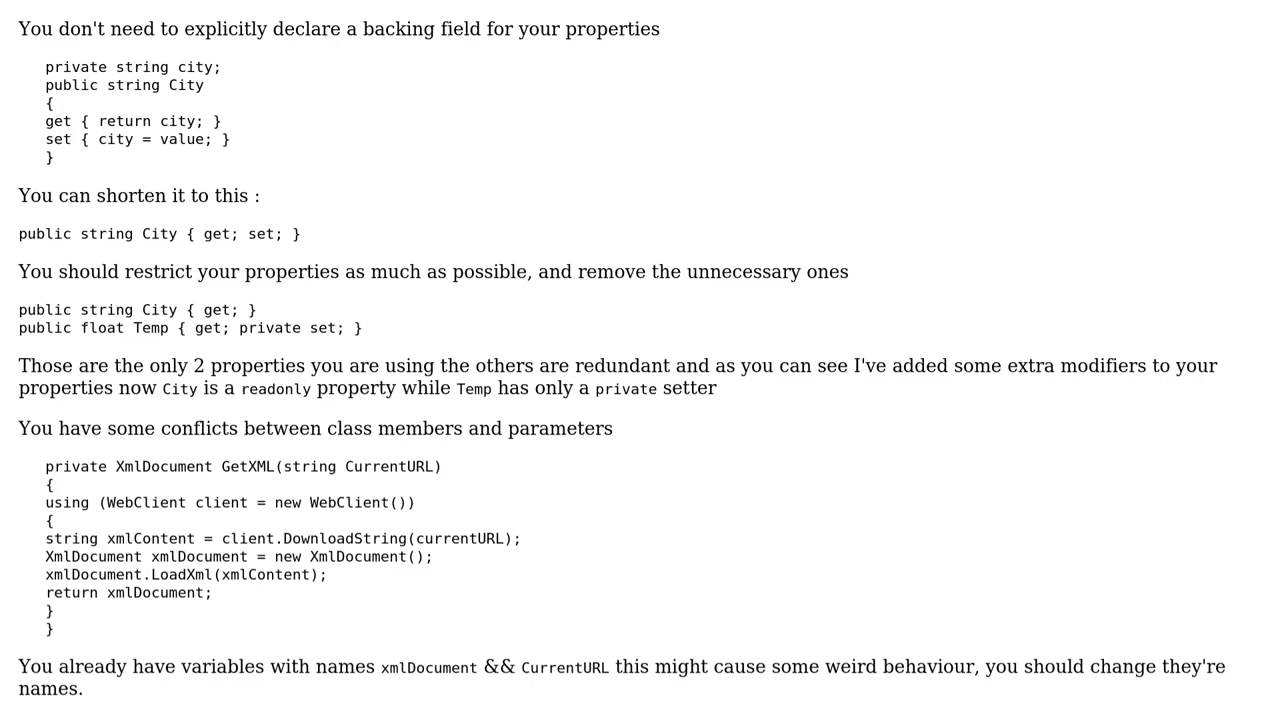 You don't need to explicitly declare a backing field for your properties
private string city;
public string City
{
get { return city; }
set { city = value; }
}
You can shorten it to this :
public string City { get; set; }
You should restrict your properties as much as possible, and remove the unnecessary ones
public string City { get; }
public float Temp { get; private set; }
Those are the only 2 properties you are using the others are redundant and as you can see I've added some extra modifiers to your
properties now City is a readonly property while Temp has only a private setter
You have some conflicts between class members and parameters
private XmlDocument GetXML(string CurrentURL)
{
using (WebClient client = new WebClient())
{
string xmlContent = client.DownloadString(currentURL);
XmlDocument xmlDocument = new XmlDocument();
xmlDocument.LoadXml(xmlContent);
return xmlDocument;
}
}
You already have variables with names xmlDocument && CurrentURL this might cause some weird behaviour, you should change they're
names.